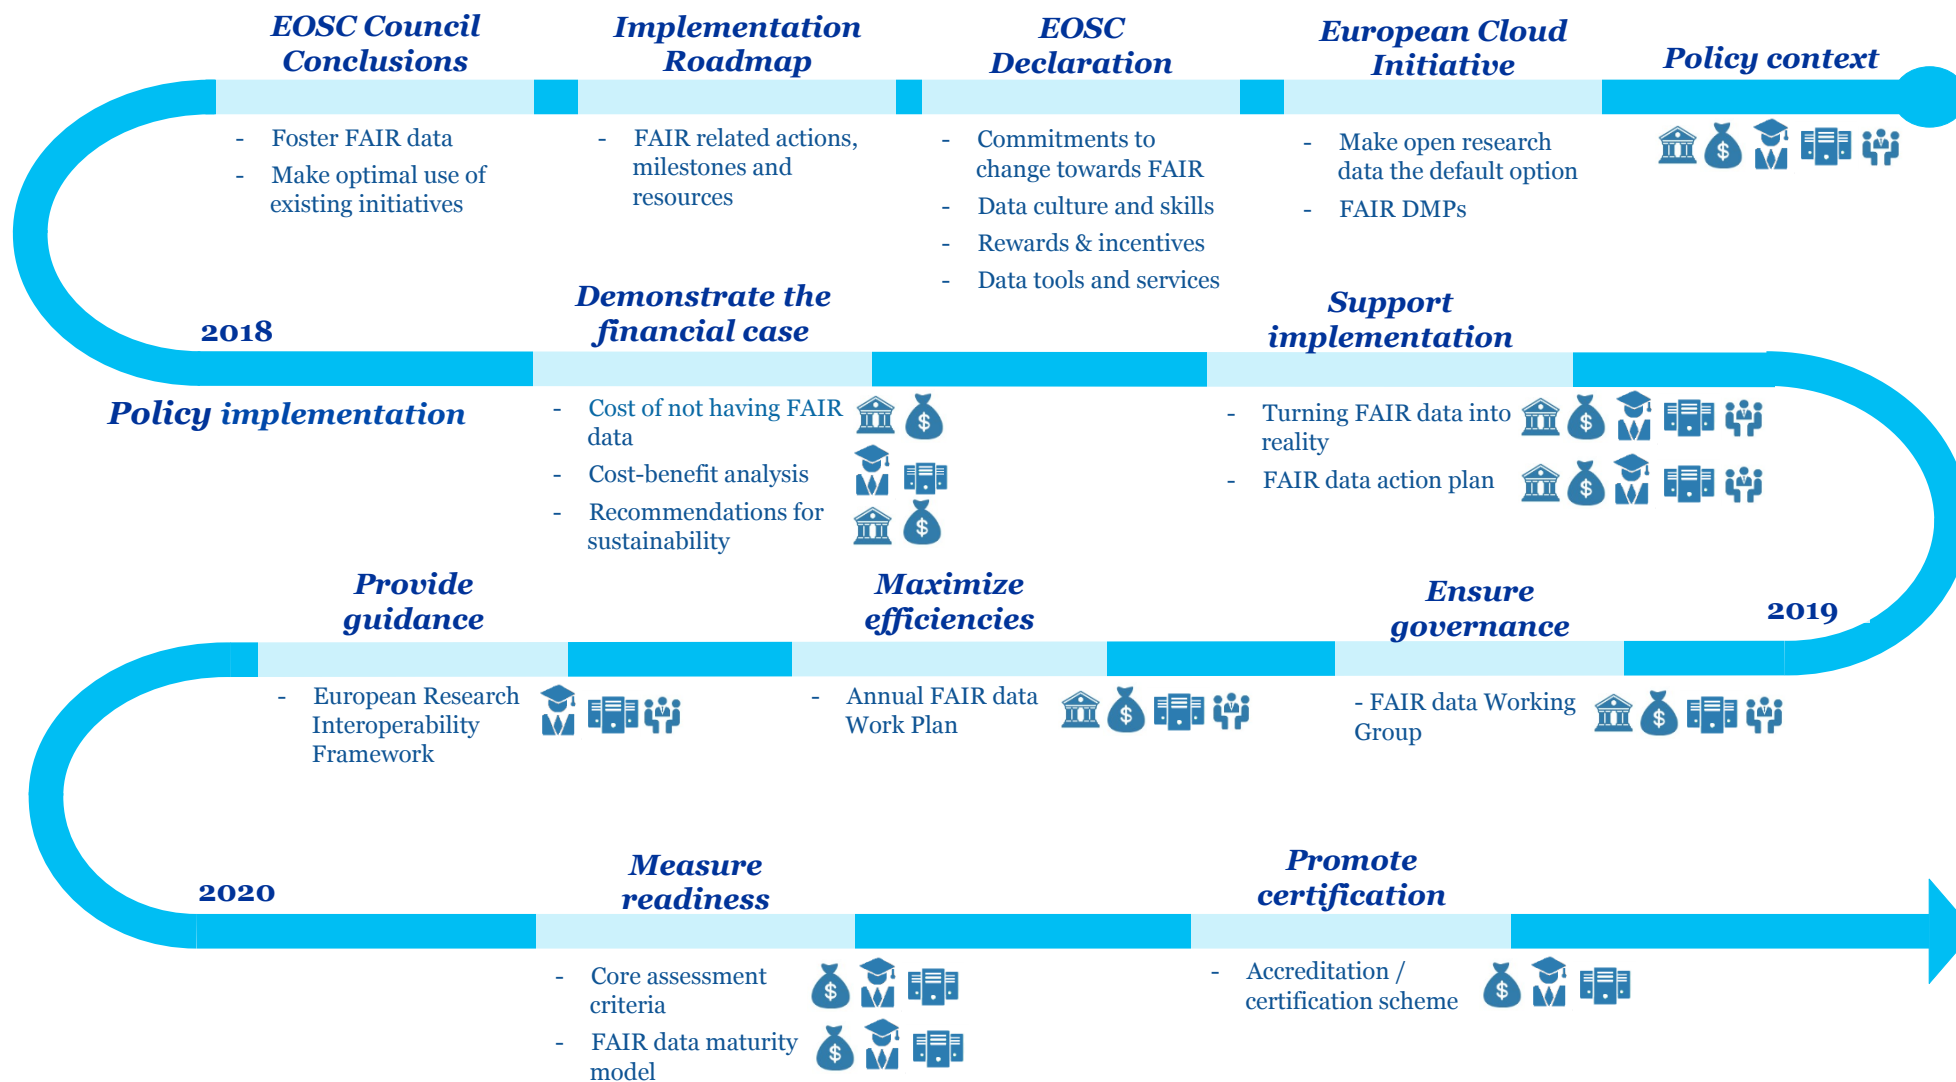 EOSC Council
Conclusions
- Foster FAIR data
- Make optimal use of
existing initiatives
Implementation
Roadmap
- FAIR related actions,
milestones and
resources
EOSC
Declaration
- Commitments to
change towards FAIR
- Data culture and skills
- Rewards & incentives
- Data tools and services
European Cloud
Initiative
- Make open research
data the default option
- FAIR DMPs
Policy context
$
2018
Policy implementation
Demonstrate the
financial case
- Cost of not having FAIR
data
$
- Cost-benefit analysis
- Recommendations for
sustainability
$
Support
implementation
- Turning FAIR data into
reality
$
- FAIR data action plan
$
2019
Provide
guidance
- European Research
Interoperability
Framework
Maximize
efficiencies
- Annual FAIR data
Work Plan
$
Ensure
governance
- FAIR data Working
Group
$
2020
Measure
readiness
- Core assessment
criteria
$
- FAIR data maturity
model
$
Promote
certification
- Accreditation /
certification scheme
$